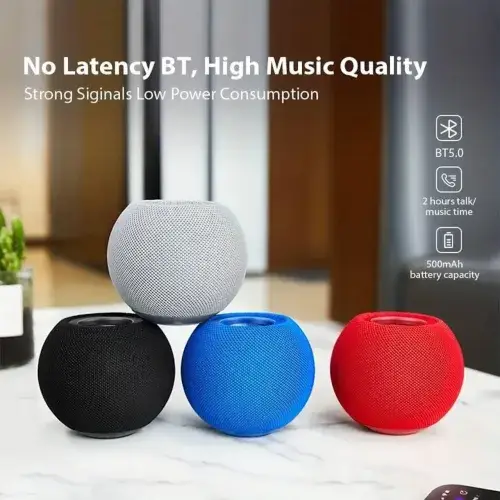 No Latency BT, High Music Quality
Strong Siginals Low Power Consumption
BT5.0
2 hours talk/
music time
500mAh
battery capacity